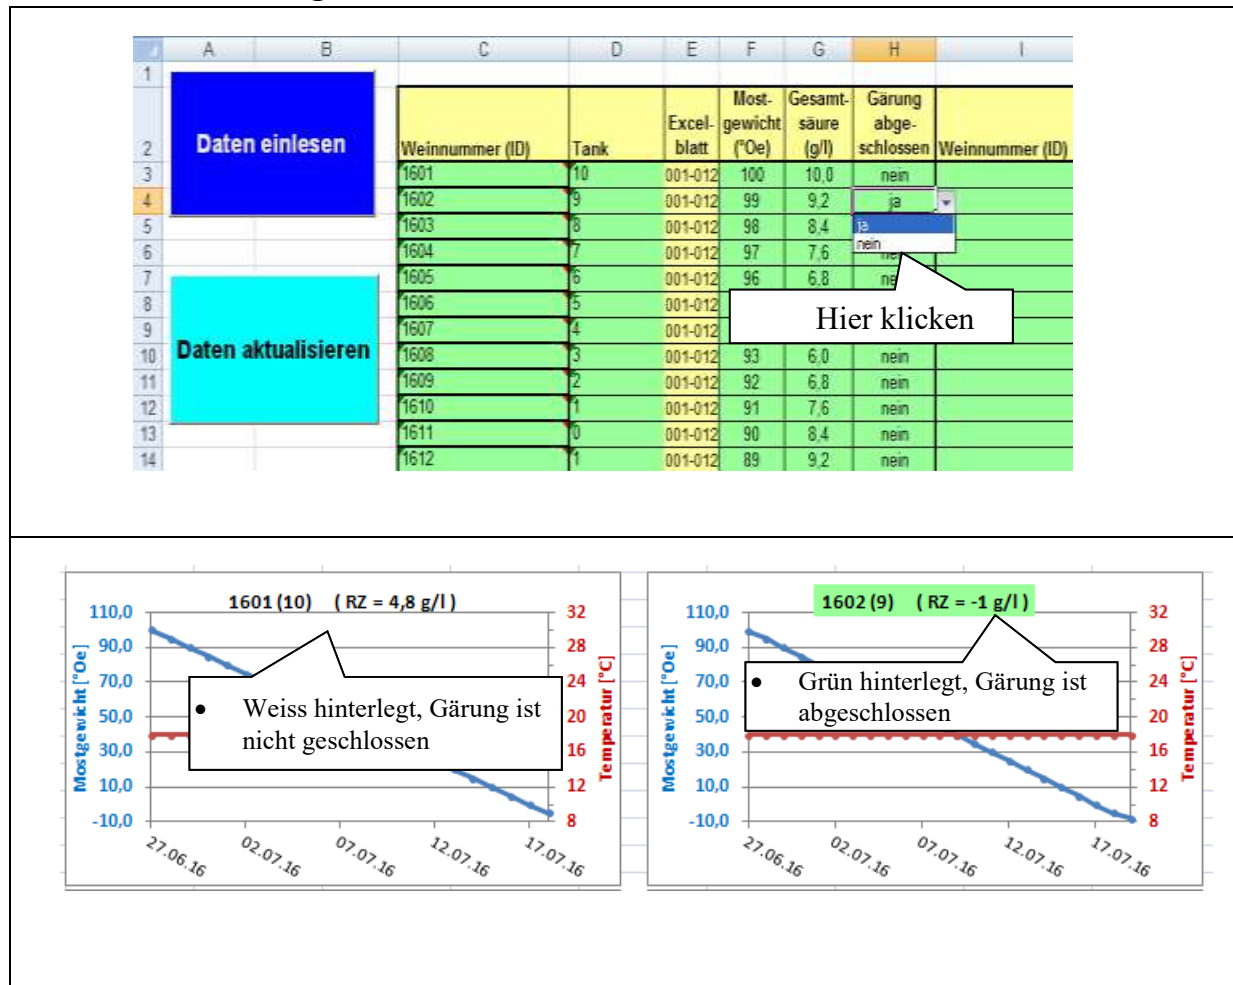 A B C D E F G H I
1
Daten einlesen
2 Weinnummer (ID) Tank Excel-blatt Most-gewicht (°Oe) Gesamt-säure (g/l) Gärung abge-schlossen Weinnummer (ID)
3 1601 10 001-012 100 10,0 nein
4 1602 9 001-012 99 9,2 ja
5 1603 8 001-012 98 8,4 ja
nein
6 1604 7 001-012 97 7,6
7 1605 6 001-012 96 6,8
8 1606 5 001-012
9 1607 4 001-012
Hier klicken
Daten aktualisieren
10 1608 3 001-012 93 6,0 nein
11 1609 2 001-012 92 6,8 nein
12 1610 1 001-012 91 7,6 nein
13 1611 0 001-012 90 8,4 nein
14 1612 1 001-012 89 9,2 nein
1601 (10) ( RZ = 4,8 g/l )
Mostgewicht [°Oe]
110,0
90,0
70,0
50,0
30,0
10,0
-10,0
• Weiss hinterlegt, Gärung ist
nicht geschlossen
32
28
24
20
16
12
8
Temperatur [°C]
27.06.16 02.07.16 07.07.16 12.07.16 17.07.16
1602 (9) ( RZ = -1 g/l )
Mostgewicht [°Oe]
110,0
90,0
70,0
50,0
30,0
10,0
-10,0
• Grün hinterlegt, Gärung ist
abgeschlossen
32
28
24
20
16
12
8
Temperatur [°C]
27.06.16 02.07.16 07.07.16 12.07.16 17.07.16